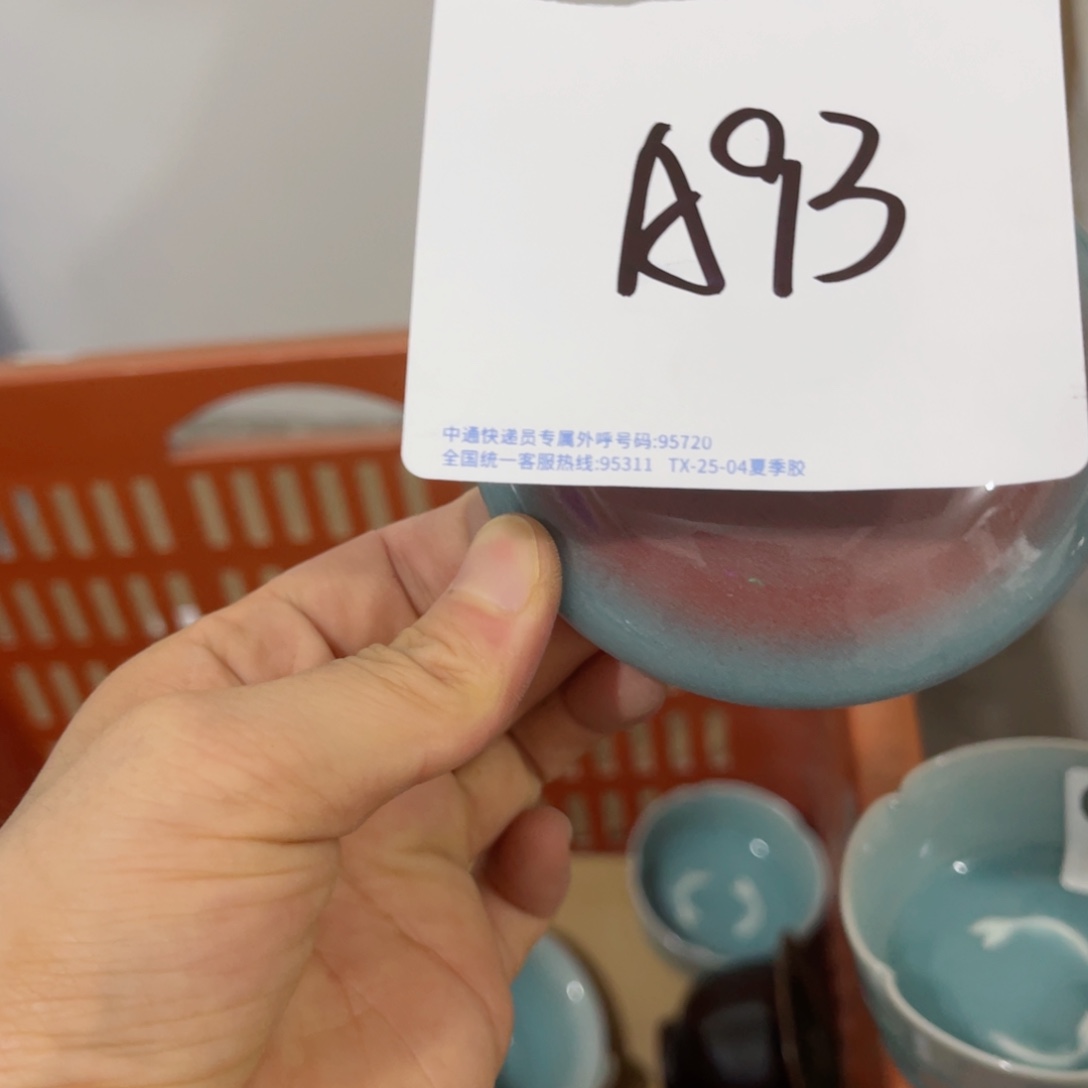 A93
中通快递员专属外呼号码:95720
全国统一客服热线:95311 TX-25-04夏季胶